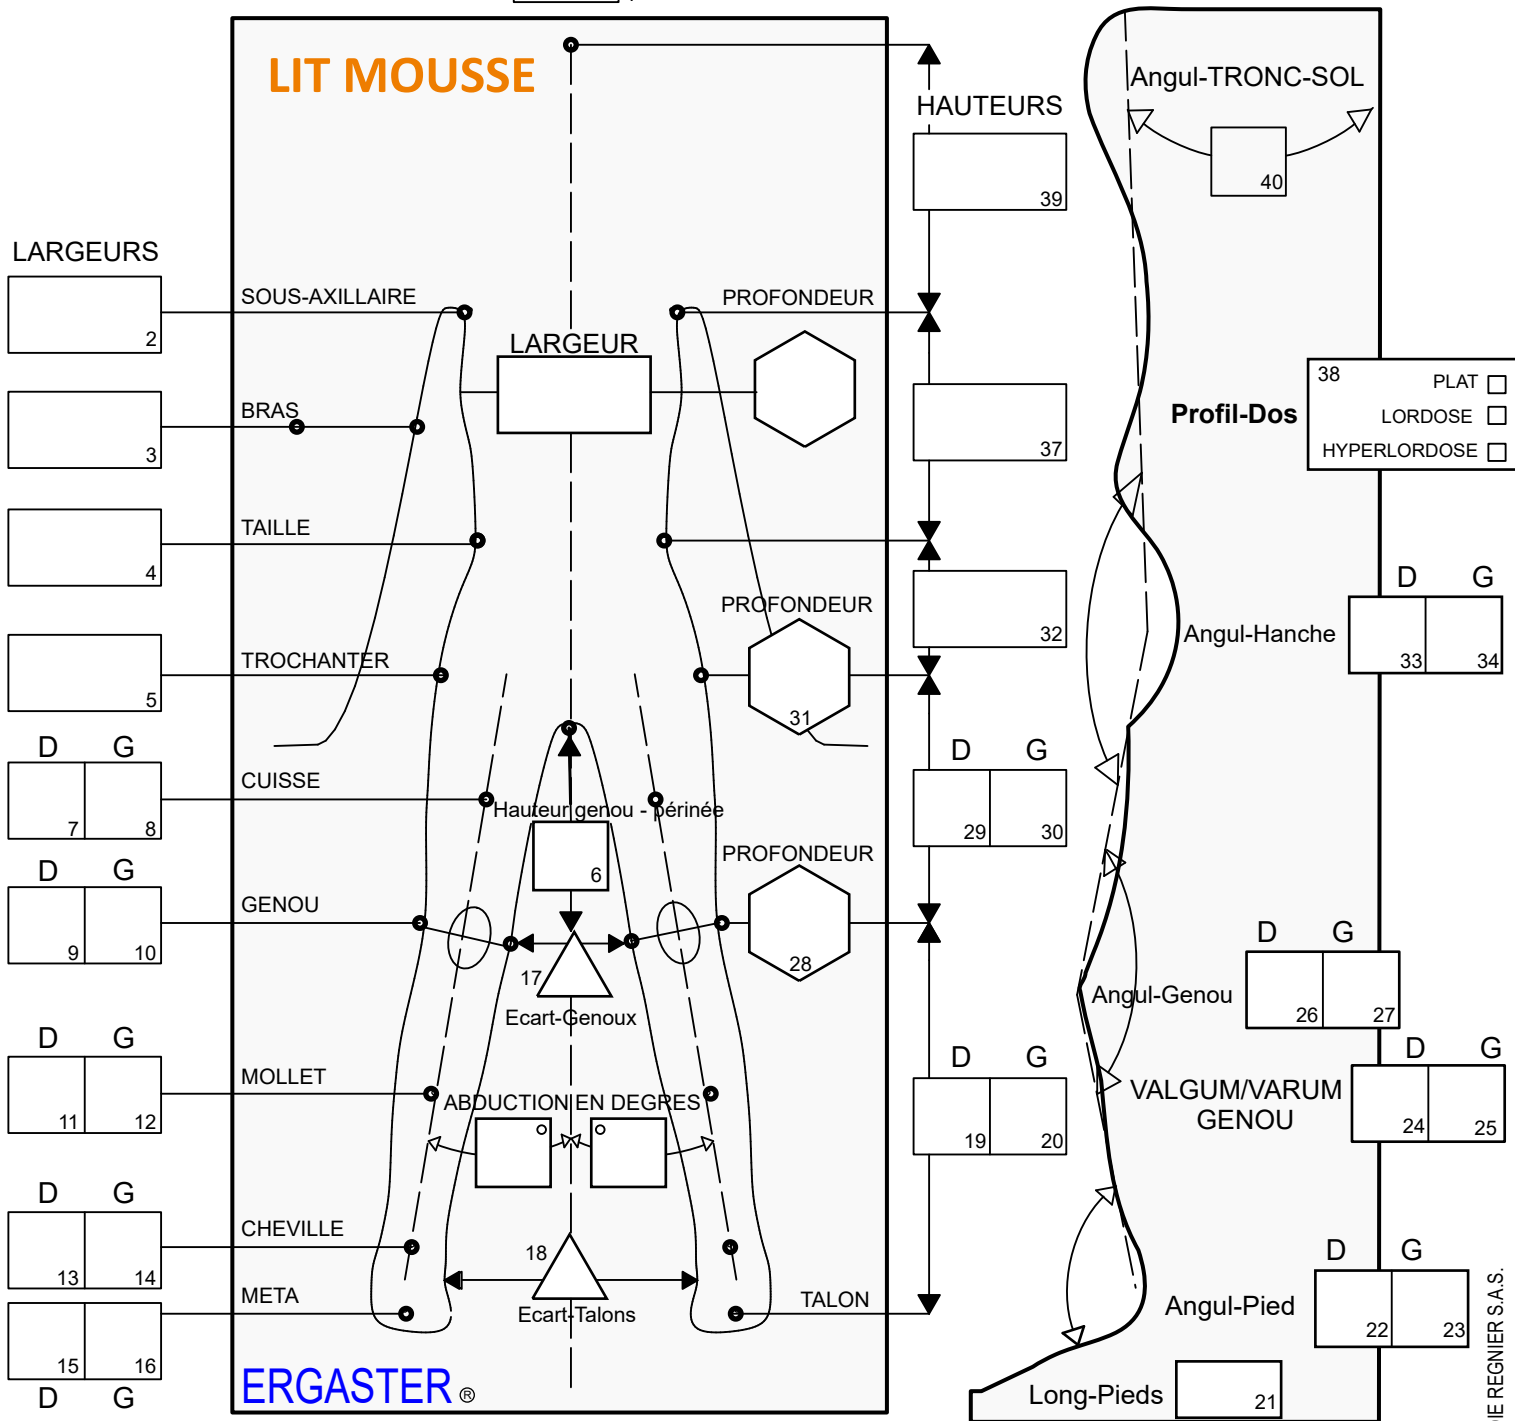 LIT MOUSSE
Angul-TRONC-SOL
HAUTEURS
40
39
LARGEURS
SOUS-AXILLAIRE
PROFONDEUR
2
LARGEUR
38
PLAT
BRAS
Profil-Dos
LORDOSE
3
37
HYPERLORDOSE
TAILLE
4
D G
PROFONDEUR
32
Angul-Hanche
33 34
TROCHANTER
5
31
D G
D G
CUISSE
Hauteur genou - périnée
7 8
29 30
PROFONDEUR
D G
6
GENOU
D G
9 10
17
28
Angul-Genou
26 27
Ecart-Genoux
D G
D G
D G
MOLLET
VALGUM/VARUM
GENOU
ABDUCTION EN DEGRES
11 12
24 25
19 20
D G
CHEVILLE
18
D G
13 14
META
TALON
Angul-Pied
Ecart-Talons
22 23
15 16
D G
ERGASTER ®
Long-Pieds
21
REGNIER S.A.S.